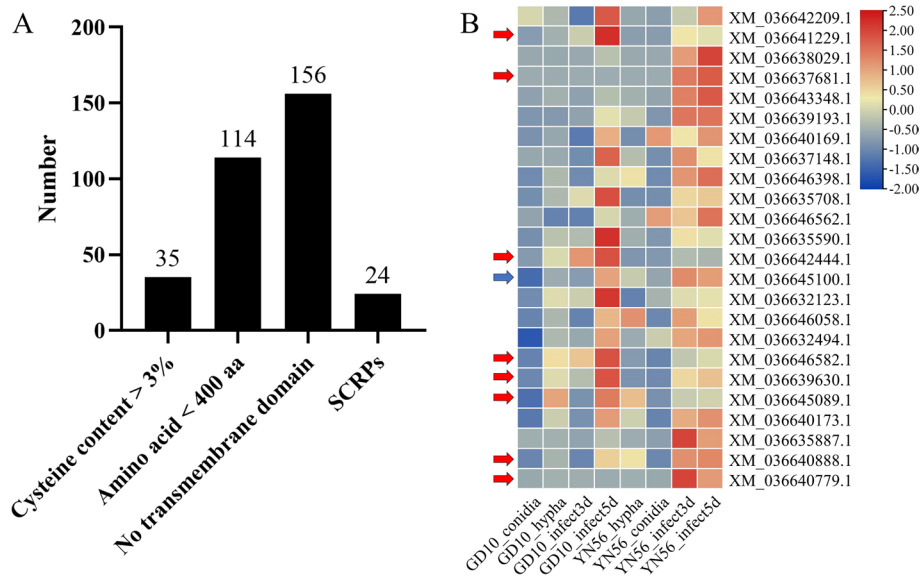 A
200
150
100
50
0
Number
35
114
156
24
Cysteine content > 3%
Amino acid < 400 aa
No transmembrane domain
SCRPs
B
XM_036642209.1
XM_036641229.1
XM_036638029.1
XM_036637681.1
XM_036643348.1
XM_036639193.1
XM_036640169.1
XM_036637148.1
XM_036646398.1
XM_036635708.1
XM_036646562.1
XM_036635590.1
XM_036642444.1
XM_036645100.1
XM_036632123.1
XM_036646058.1
XM_036632494.1
XM_036646582.1
XM_036639630.1
XM_036645089.1
XM_036640173.1
XM_036635887.1
XM_036640888.1
XM_036640779.1
GD10_conidia
GD10_hypha
GD10_infect3d
GD10_infect5d
YN56_hypha
YN56_conidia
YN56_infect3d
YN56_infect5d
2.50
2.00
1.50
1.00
0.50
0.00
-0.50
-1.00
-1.50
-2.00